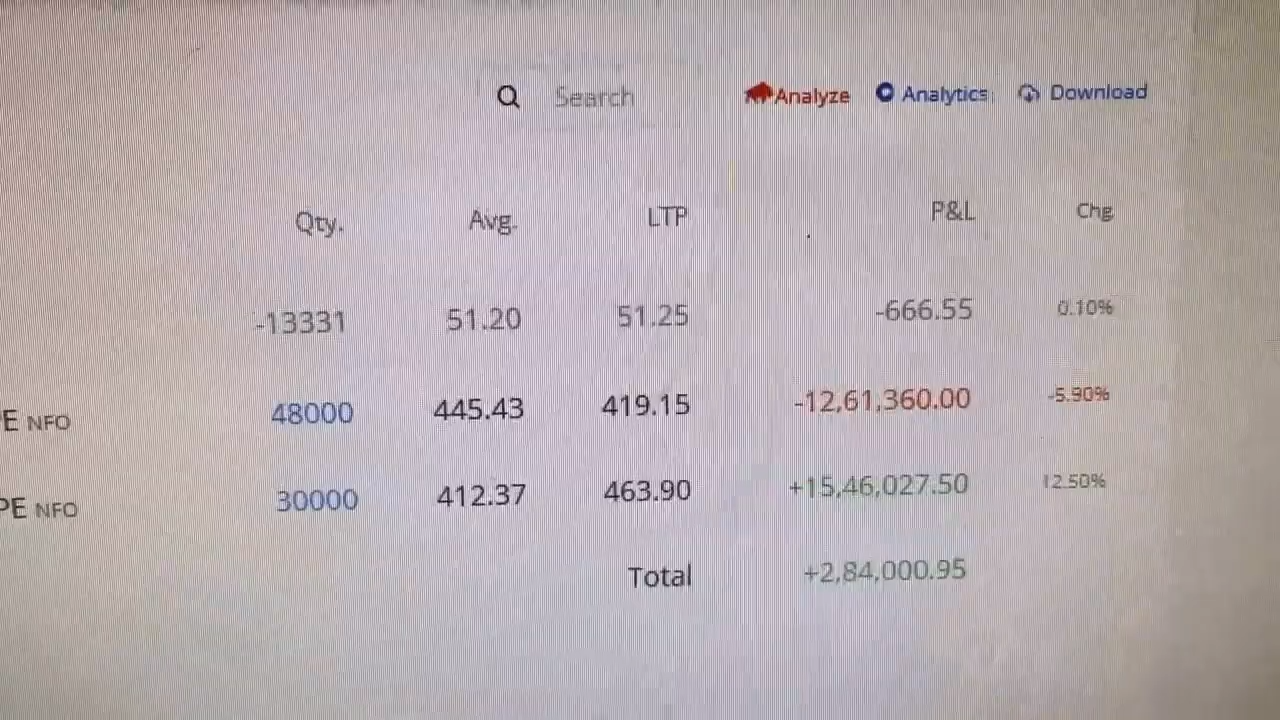 Search Analyze Analytics Download
Qty. Avg. LTP P&L Chg.
-13331 51.20 51.25 -666.55 0.10%
PE NFO 48000 445.43 419.15 -12,61,360.00 -5.90%
PE NFO 30000 412.37 463.90 +15,46,027.50 12.50%
Total +2,84,000.95